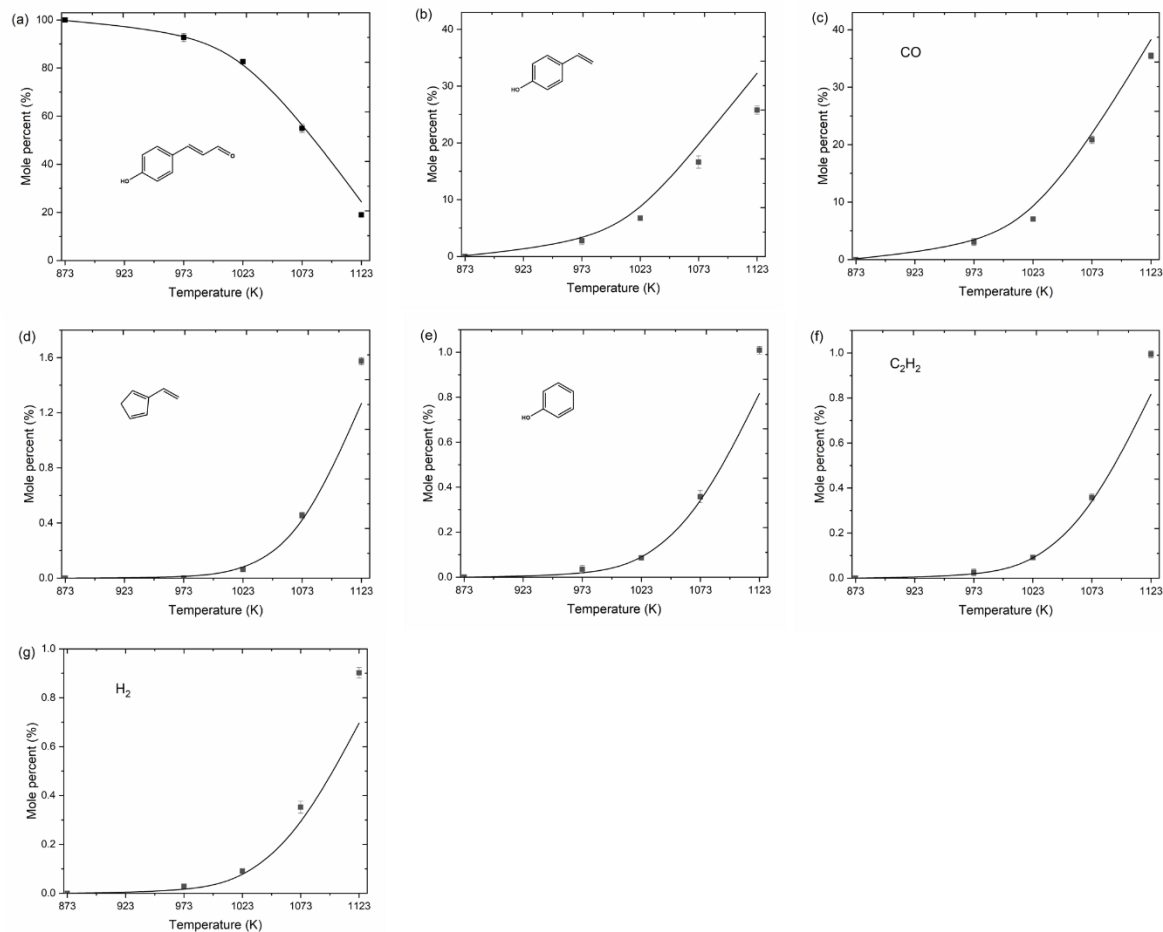 (a)
100
80
60
40
20
0
Mole percent (%)
HO
O
873 923 973 1023 1073 1123
Temperature (K)
(b)
40
30
20
10
0
Mole percent (%)
HO
873 923 973 1023 1073 1123
Temperature (K)
(c)
CO
40
30
20
10
0
Mole percent (%)
873 923 973 1023 1073 1123
Temperature (K)
(d)
1.6
1.2
0.8
0.4
0.0
Mole percent (%)
873 923 973 1023 1073 1123
Temperature (K)
(e)
1.0
0.8
0.6
0.4
0.2
0.0
Mole percent (%)
HO
873 923 973 1023 1073 1123
Temperature (K)
(f)
C₂H₂
1.0
0.8
0.6
0.4
0.2
0.0
Mole percent (%)
873 923 973 1023 1073 1123
Temperature (K)
(g)
H₂
1.0
0.8
0.6
0.4
0.2
0.0
Mole percent (%)
873 923 973 1023 1073 1123
Temperature (K)